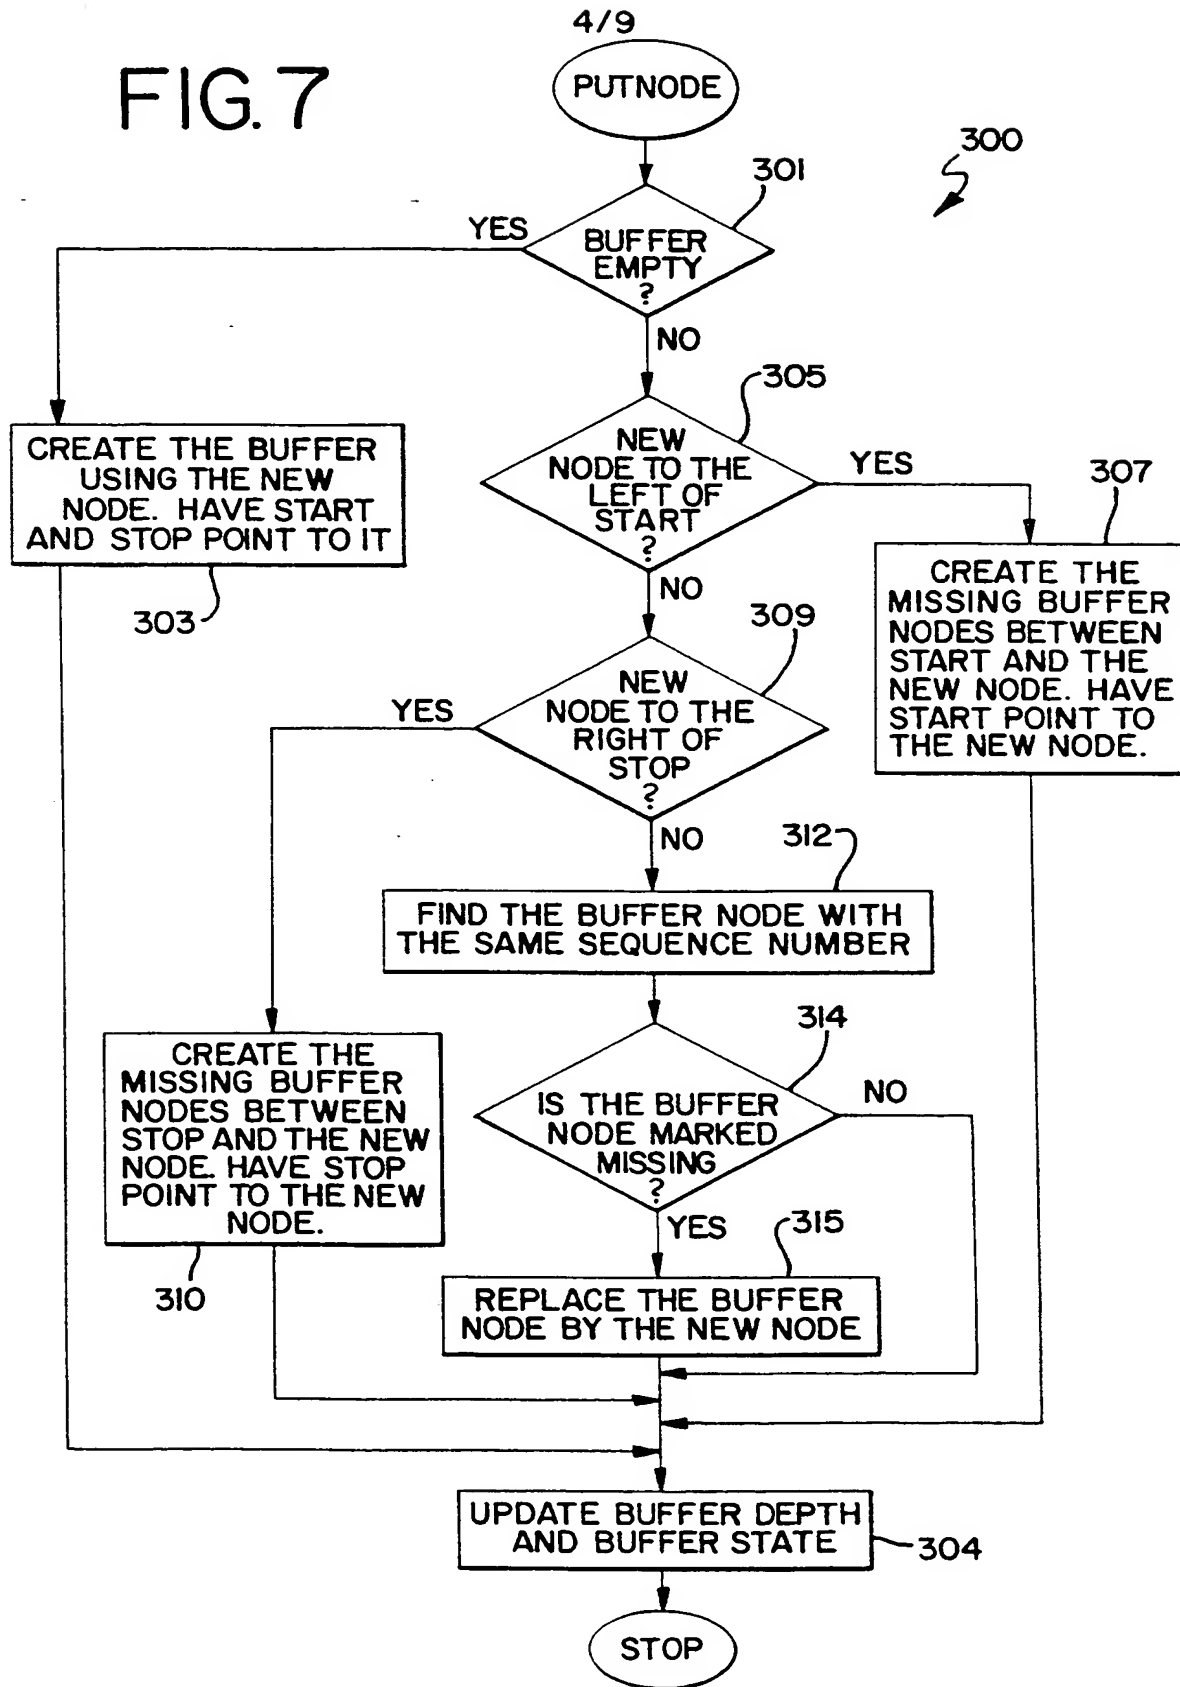 4/9
FIG. 7
PUTNODE
300
301
YES
BUFFER
EMPTY
?
NO
305
NEW
NODE TO THE
LEFT OF
START
?
YES
307
CREATE THE BUFFER
USING THE NEW
NODE. HAVE START
AND STOP POINT TO IT
303
NO
CREATE THE
MISSING BUFFER
NODES BETWEEN
START AND THE
NEW NODE. HAVE
START POINT TO
THE NEW NODE.
309
NEW
NODE TO THE
RIGHT OF
STOP
?
YES
NO
312
FIND THE BUFFER NODE WITH
THE SAME SEQUENCE NUMBER
314
IS THE BUFFER
NODE MARKED
MISSING
?
NO
CREATE THE
MISSING BUFFER
NODES BETWEEN
STOP AND THE NEW
NODE. HAVE STOP
POINT TO THE NEW
NODE.
310
YES
315
REPLACE THE BUFFER
NODE BY THE NEW NODE
UPDATE BUFFER DEPTH
AND BUFFER STATE
304
STOP